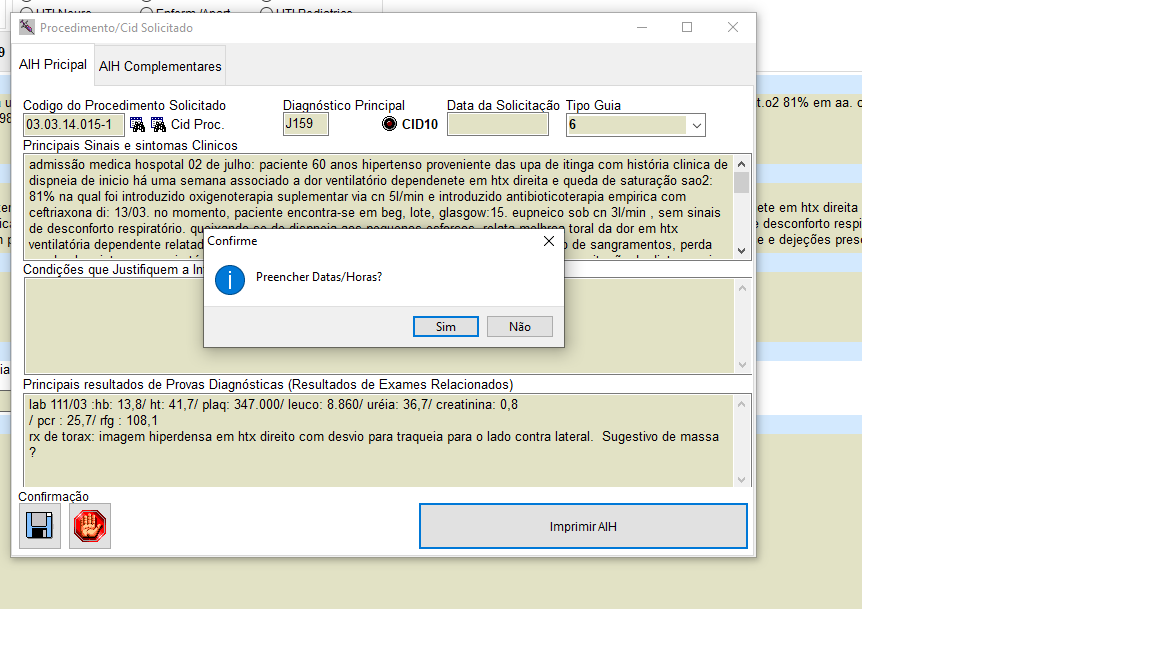 UTI Neuro
Enferm./Apart
UTI Pediatrica
Procedimento/Cid Solicitado
9
AIH Pricipal
AIH Complementares
Codigo do Procedimento Solicitado
Diagnóstico Principal
Data da Solicitação
Tipo Guia
03.03.14.015-1
Cid Proc.
J159
CID10
6
Principais Sinais e sintomas Clinicos
admissão medica hospotal 02 de julho: paciente 60 anos hipertenso proveniente das upa de itinga com história clinica de
dispneia de inicio há uma semana associado a dor ventilatório dependenete em htx direita e queda de saturação sao2:
81% na qual foi introduzido oxigenoterapia suplementar via cn 5l/min e introduzido antibioticoterapia empirica com
ceftriaxona di: 13/03. no momento, paciente encontra-se em beg, lote, glasgow:15. eupneico sob cn 3l/min , sem sinais
de desconforto respiratório. queixando-se de dispneia aos pequenos esforços, relata melhora toral da dor em htx
ventilatória dependente relatad
o de sangramentos, perda
Condições que Justifiquem a In
Confirme
Preencher Datas/Horas?
Sim
Não
Principais resultados de Provas Diagnósticas (Resultados de Exames Relacionados)
lab 111/03 :hb: 13,8/ ht: 41,7/ plaq: 347.000/ leuco: 8.860/ uréia: 36,7/ creatinina: 0,8
/ pcr : 25,7/ rfg : 108,1
rx de torax: imagem hiperdensa em htx direito com desvio para traqueia para o lado contra lateral. Sugestivo de massa
?
Confirmação
Imprimir AIH
t.o2 81% em aa. c
98
ete em htx direita
e desconforto respi
e e dejeções pres
ia